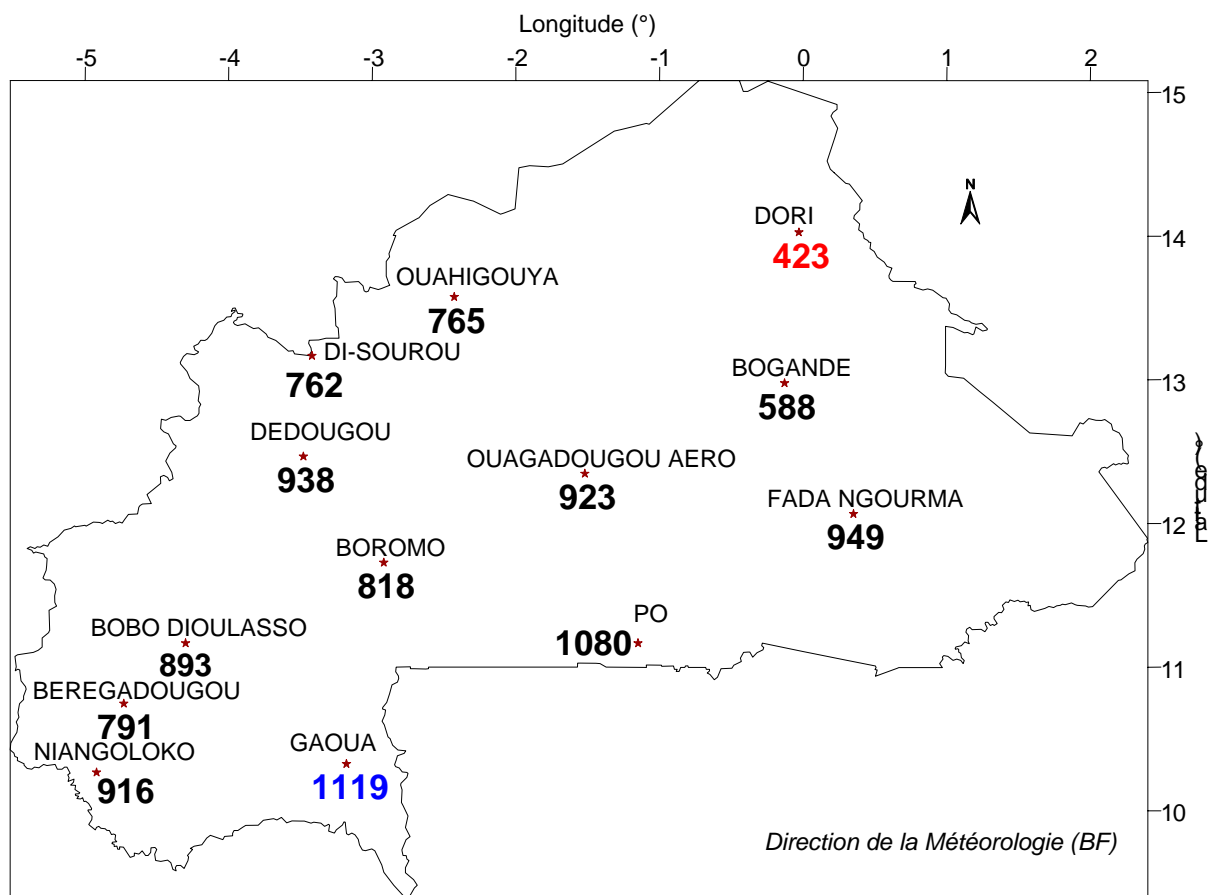 Longitude (°)
-5 -4 -3 -2 -1 0 1 2
15
N
DORI
14
423
OUAHIGOUYA
765
DI-SOUROU
762
BOGANDE
13
588
DEDOUGOU
938
OUAGADOUGOU AERO
923
FADA NGOURMA
949
12
Latitude (°)
BOROMO
818
PO
1080
BOBO DIOULASSO
893
11
BEREGADOUGOU
791
NIANGOLOKO
916
GAOUA
1119
10
Direction de la Météorologie (BF)